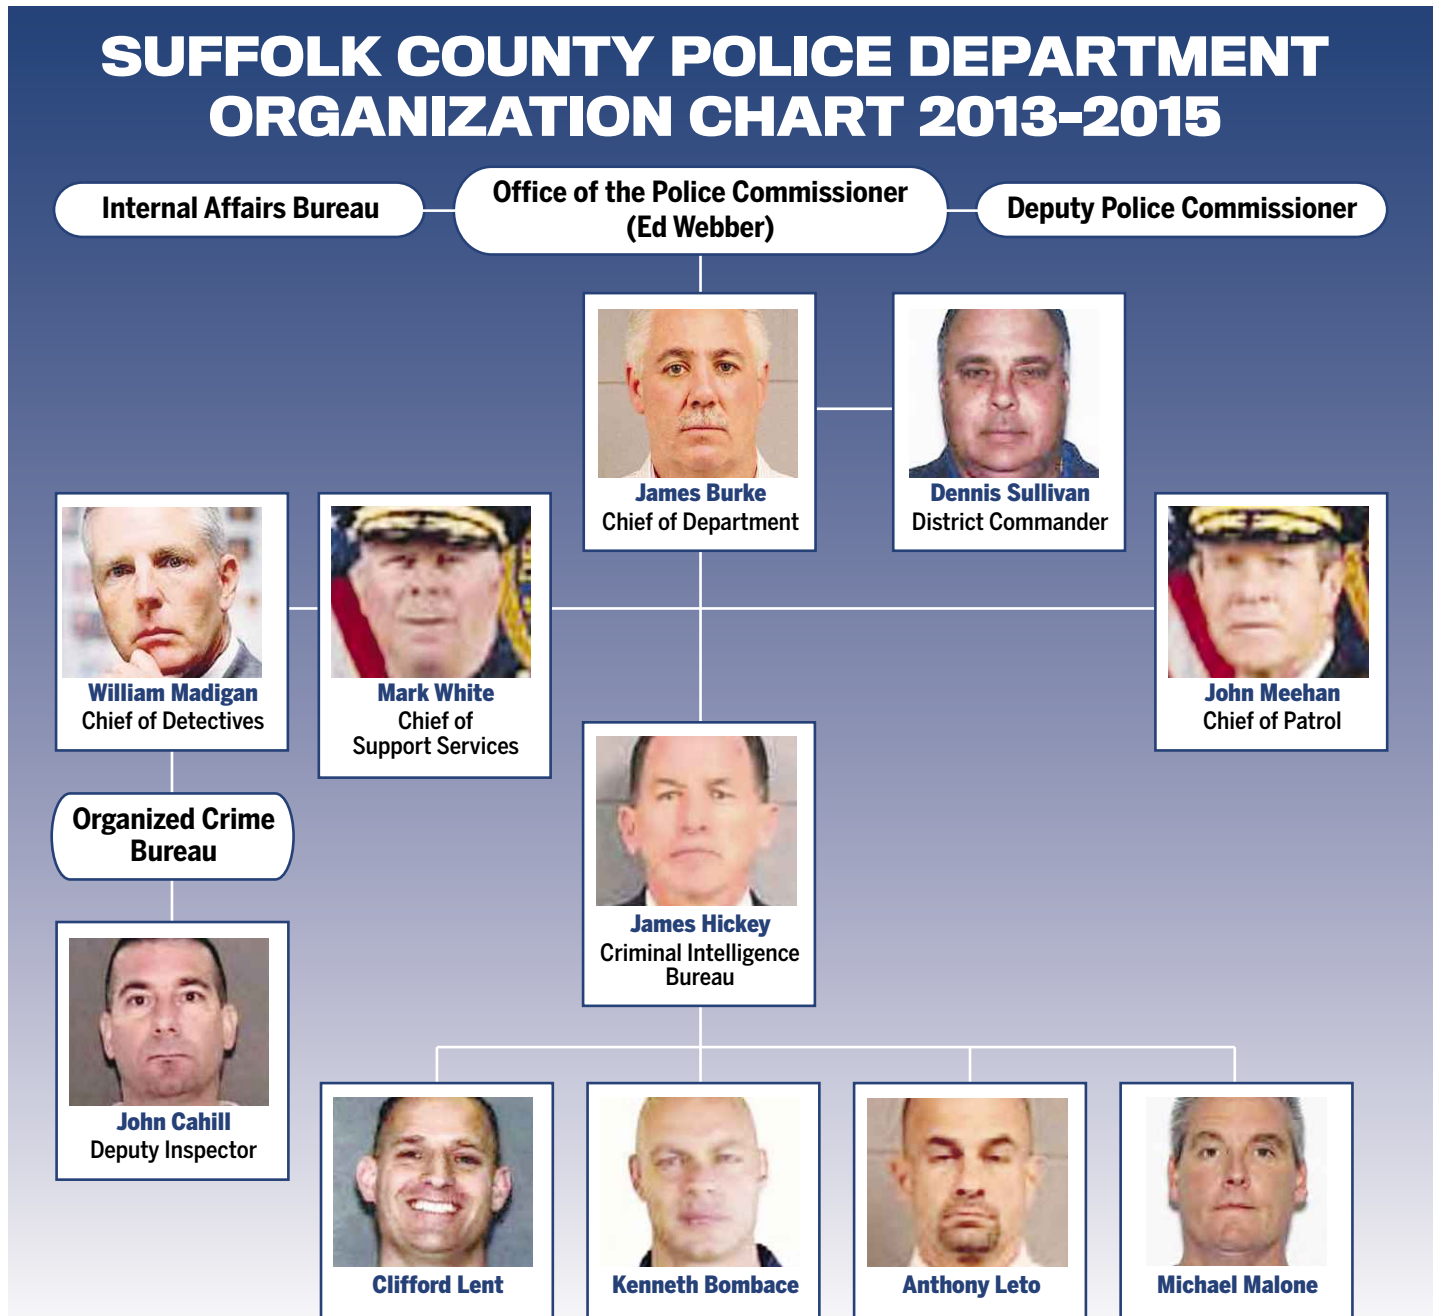 SUFFOLK COUNTY POLICE DEPARTMENT
ORGANIZATION CHART 2013-2015
Internal Affairs Bureau
Office of the Police Commissioner
(Ed Webber)
Deputy Police Commissioner
James Burke
Chief of Department
Dennis Sullivan
District Commander
William Madigan
Chief of Detectives
Mark White
Chief of
Support Services
John Meehan
Chief of Patrol
Organized Crime
Bureau
James Hickey
Criminal Intelligence
Bureau
John Cahill
Deputy Inspector
Clifford Lent
Kenneth Bombace
Anthony Leto
Michael Malone